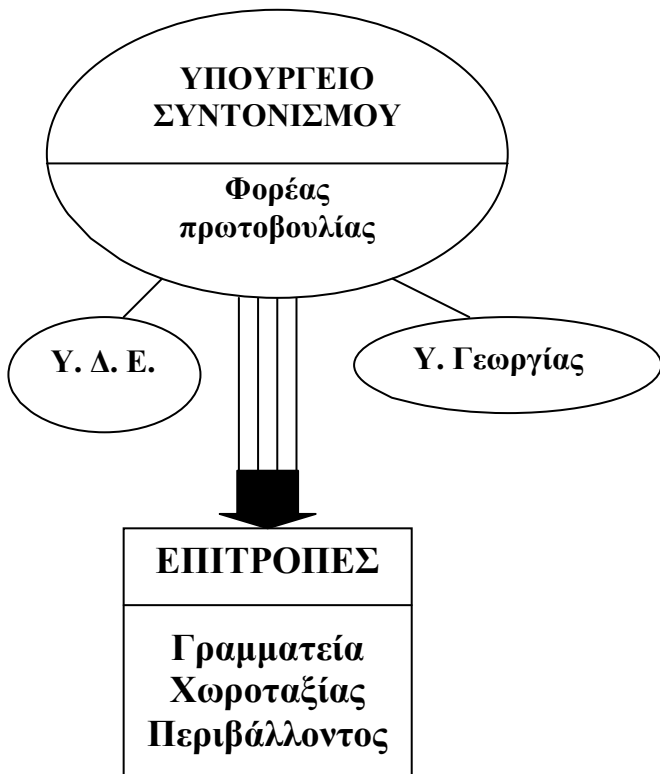 ΥΠΟΥΡΓΕΙΟ
ΣΥΝΤΟΝΙΣΜΟΥ
Φορέας
πρωτοβουλίας
Υ. Δ. Ε.
Υ. Γεωργίας
ΕΠΙΤΡΟΠΕΣ
Γραμματεία
Χωροταξίας
Περιβάλλοντος